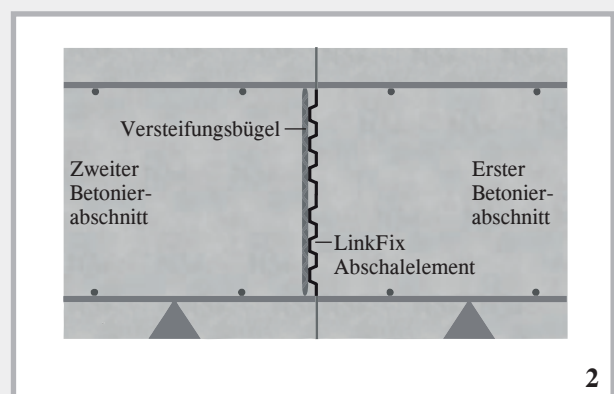 Versteifungsbügel
Zweiter
Betonier-
abschnitt
Erster
Betonier-
abschnitt
LinkFix
Abschalelement
2